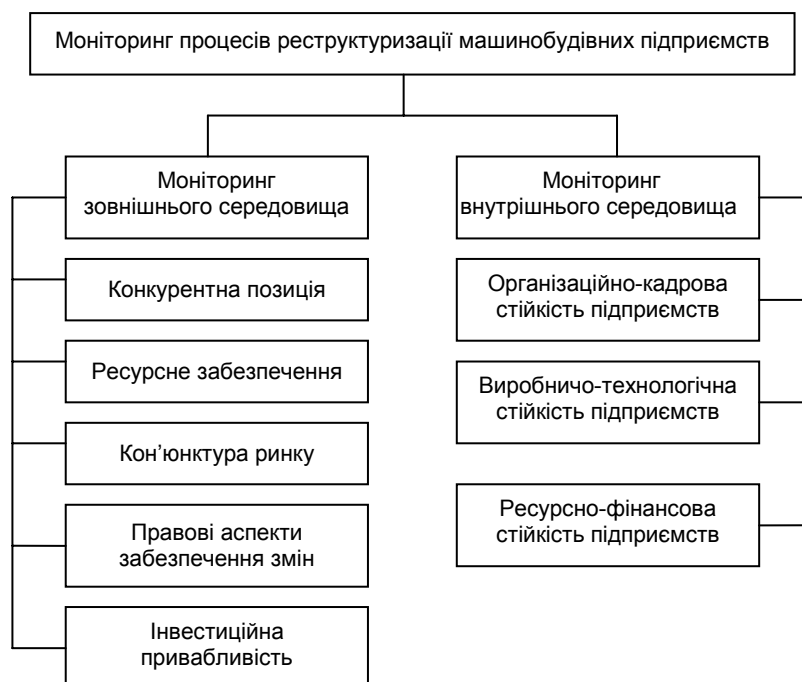 Моніторинг процесів реструктуризації машинобудівних підприємств
Моніторинг
зовнішнього середовища
Конкурентна позиція
Ресурсне забезпечення
Кон’юнктура ринку
Правові аспекти
забезпечення змін
Інвестиційна
привабливість
Моніторинг
внутрішнього середовища
Організаційно-кадрова
стійкість підприємств
Виробничо-технологічна
стійкість підприємств
Ресурсно-фінансова
стійкість підприємств